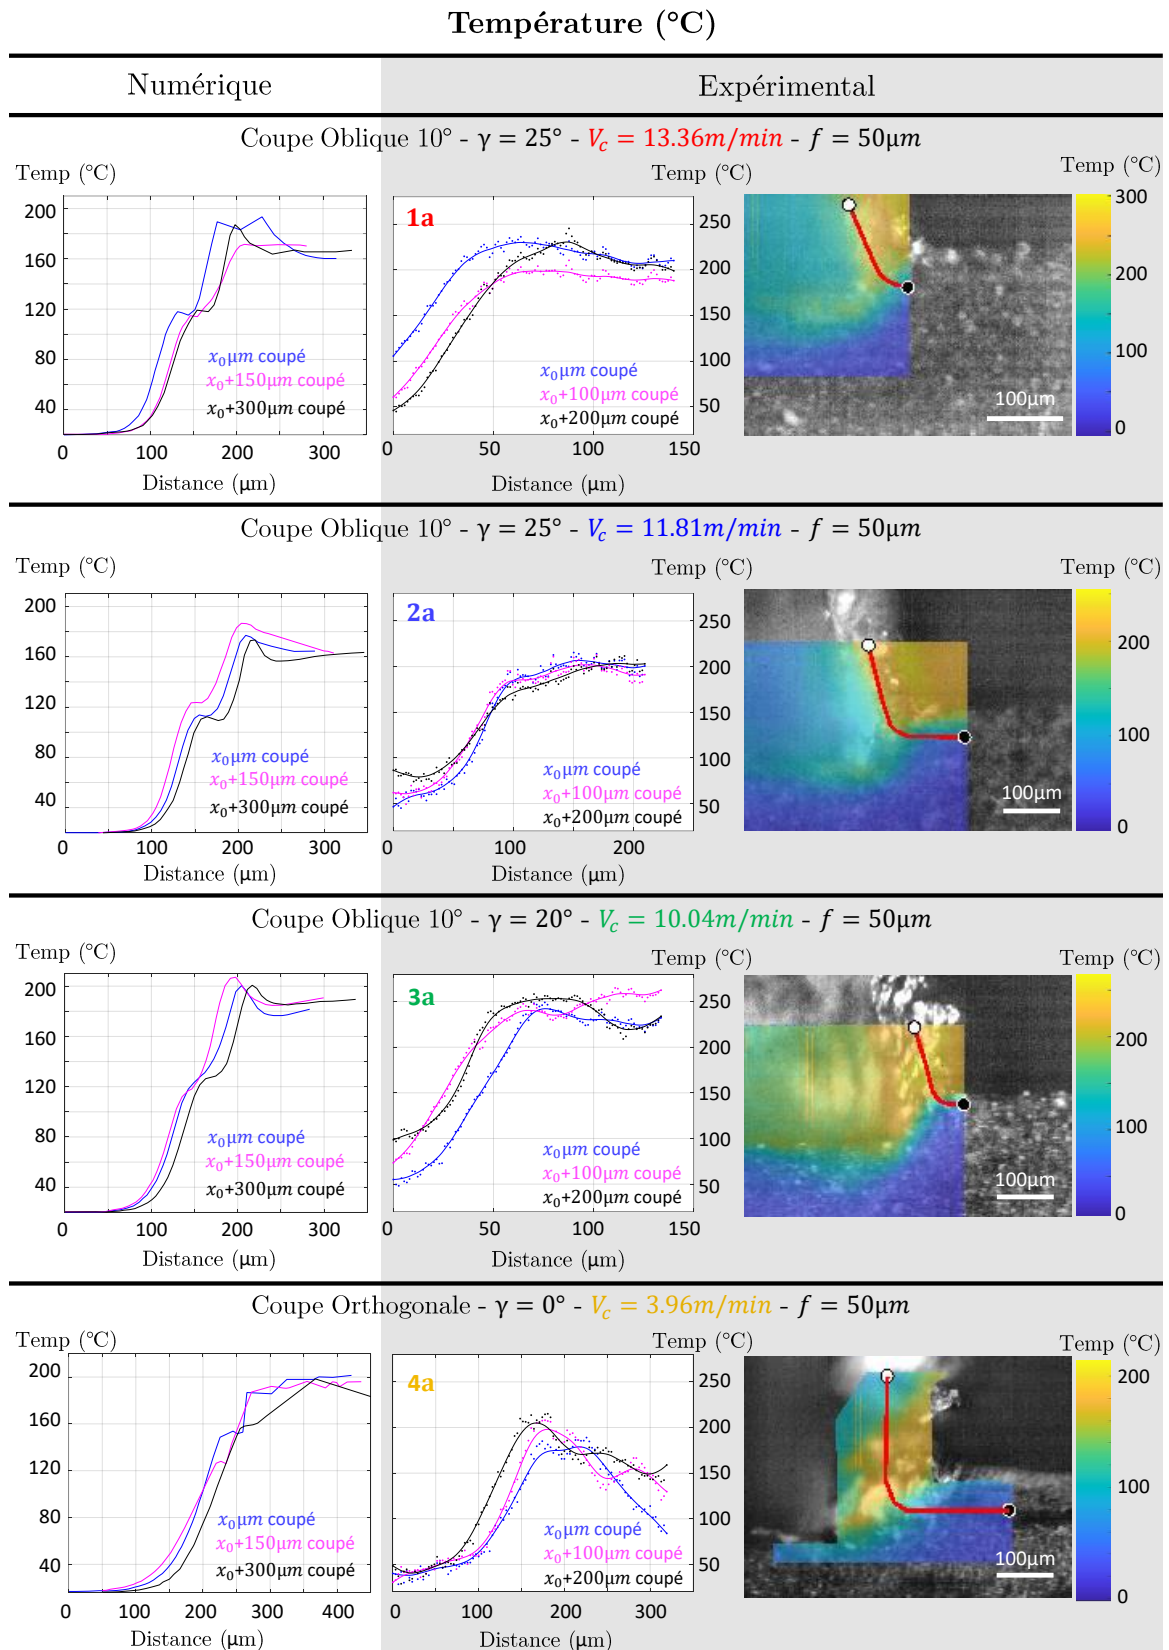 Température (°C)
Numérique Expérimental
Coupe Oblique 10° - γ = 25° - V_c = 13.36m/min - f = 50μm
Temp (°C) Temp (°C) Temp (°C)
200
160
120
80
40
0 100 200 300
Distance (μm)
x₀μm coupé
x₀+150μm coupé
x₀+300μm coupé
1a
250
200
150
100
50
0 50 100 150
Distance (μm)
x₀μm coupé
x₀+100μm coupé
x₀+200μm coupé
300
200
100
0
100μm
Coupe Oblique 10° - γ = 25° - V_c = 11.81m/min - f = 50μm
Temp (°C) Temp (°C) Temp (°C)
200
160
120
80
40
0 100 200 300
Distance (μm)
x₀μm coupé
x₀+150μm coupé
x₀+300μm coupé
2a
250
200
150
100
50
0 100 200
Distance (μm)
x₀μm coupé
x₀+100μm coupé
x₀+200μm coupé
200
100
0
100μm
Coupe Oblique 10° - γ = 20° - V_c = 10.04m/min - f = 50μm
Temp (°C) Temp (°C) Temp (°C)
200
160
120
80
40
0 100 200 300
Distance (μm)
x₀μm coupé
x₀+150μm coupé
x₀+300μm coupé
3a
250
200
150
100
50
0 50 100 150
Distance (μm)
x₀μm coupé
x₀+100μm coupé
x₀+200μm coupé
200
100
0
100μm
Coupe Orthogonale - γ = 0° - V_c = 3.96m/min - f = 50μm
Temp (°C) Temp (°C) Temp (°C)
200
160
120
80
40
0 100 200 300 400
Distance (μm)
x₀μm coupé
x₀+150μm coupé
x₀+300μm coupé
4a
250
200
150
100
50
0 100 200 300
Distance (μm)
x₀μm coupé
x₀+100μm coupé
x₀+200μm coupé
200
100
0
100μm